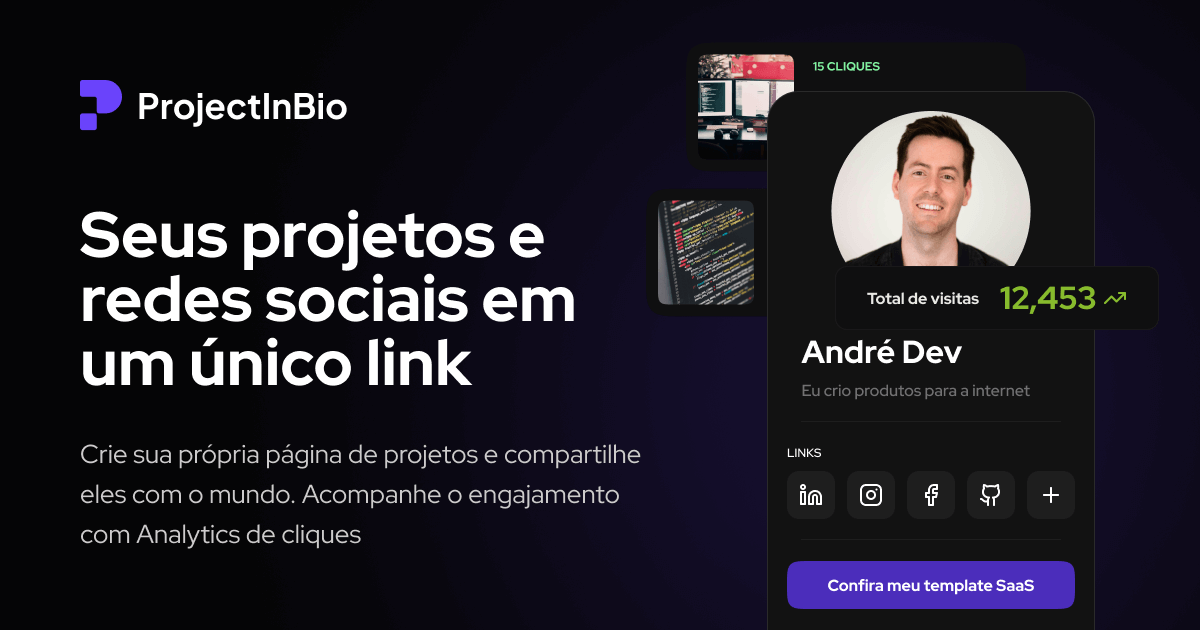 ProjectInBio
Seus projetos e
redes sociais em
um único link
Crie sua própria página de projetos e compartilhe
eles com o mundo. Acompanhe o engajamento
com Analytics de cliques
15 CLIQUES
Total de visitas 12,453
André Dev
Eu crio produtos para a internet
LINKS
Confira meu template SaaS